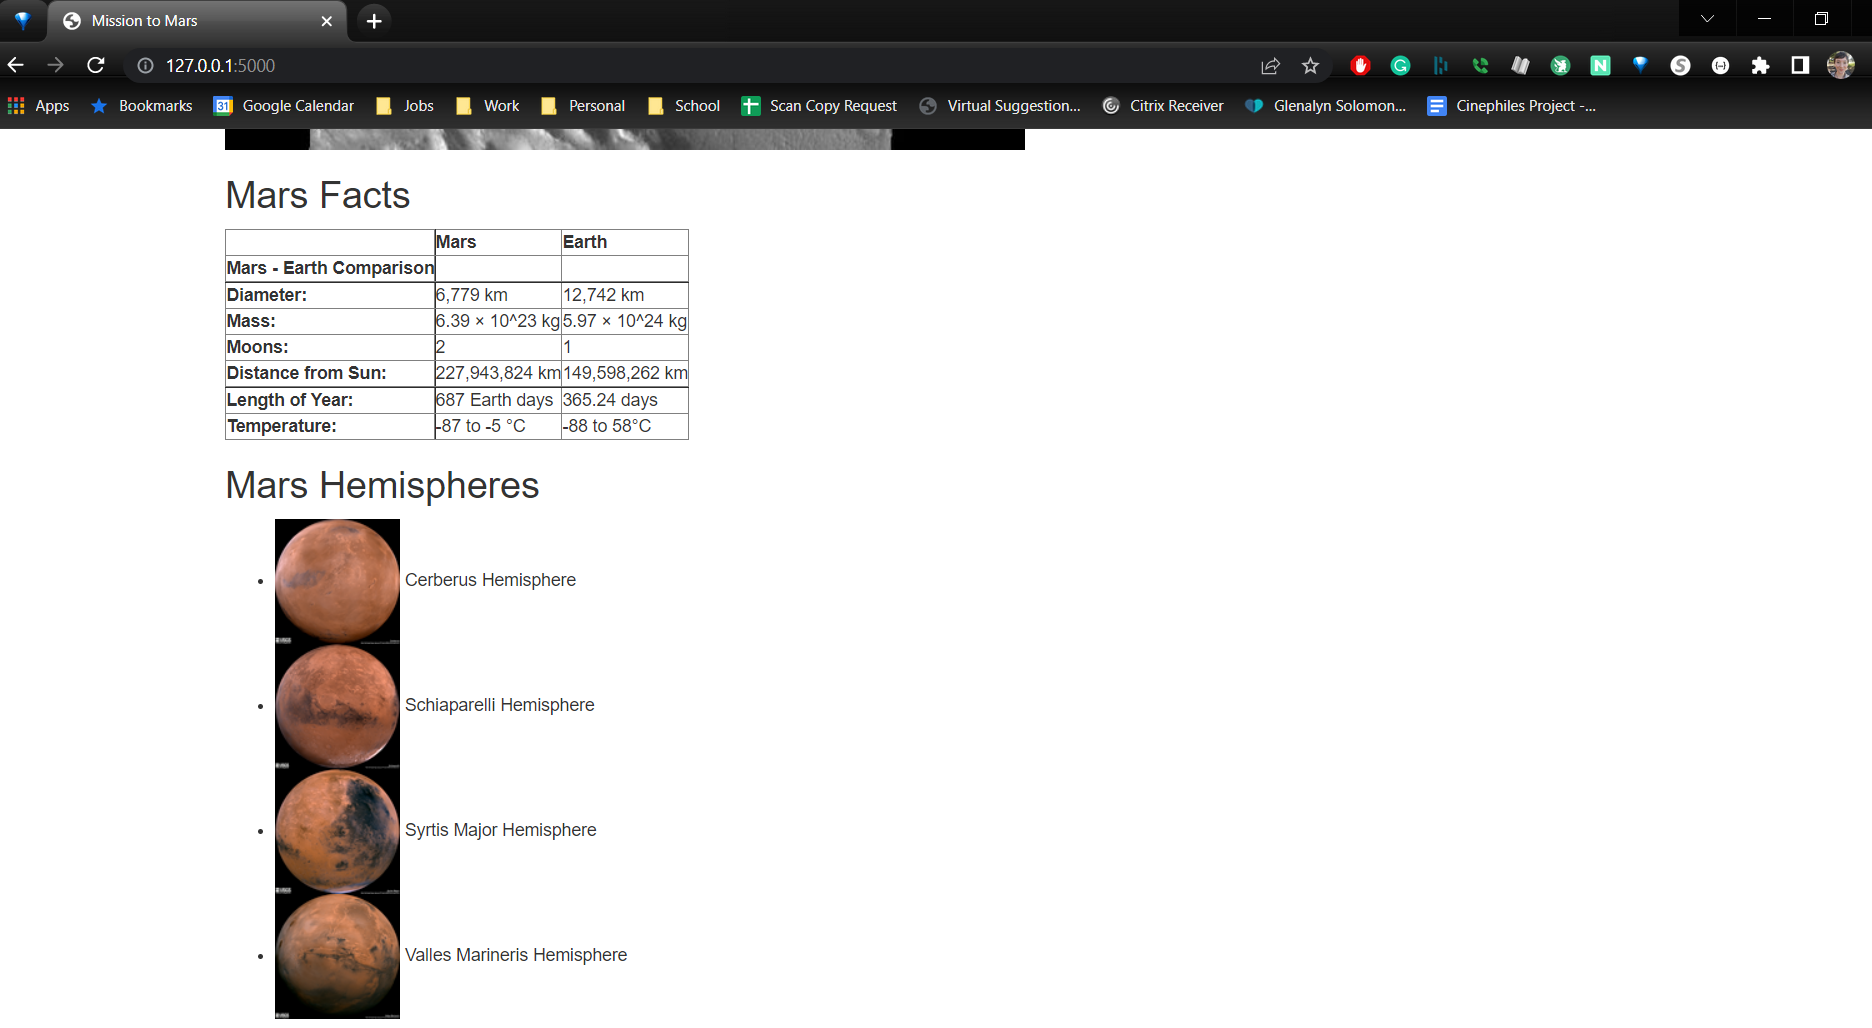 Mission to Mars
127.0.0.1:5000
Apps Bookmarks 31 Google Calendar Jobs Work Personal School Scan Copy Request Virtual Suggestion... Citrix Receiver Glenalyn Solomon... Cinephiles Project -...
Mars Facts
Mars Earth
Mars - Earth Comparison
Diameter: 6,779 km 12,742 km
Mass: 6.39 × 10^23 kg 5.97 × 10^24 kg
Moons: 2 1
Distance from Sun: 227,943,824 km 149,598,262 km
Length of Year: 687 Earth days 365.24 days
Temperature: -87 to -5 °C -88 to 58°C
Mars Hemispheres
Cerberus Hemisphere
Schiaparelli Hemisphere
Syrtis Major Hemisphere
Valles Marineris Hemisphere